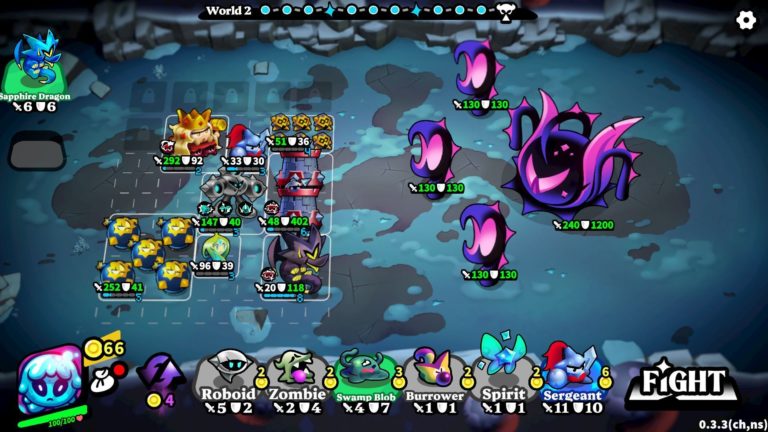 World 2
Sapphire Dragon
6 6
292 92
33 30
51 36
147 40
48 402
96 39
252 41
20 118
130 130
130 130
130 130
240 1200
66
4
100/100
2
Roboid
5 2
2
Zombie
2 4
3
Swamp Blob
4 7
2
Burrower
1 1
2
Spirit
1 1
6
Sergeant
11 10
FIGHT
0.3.3(ch,ns)